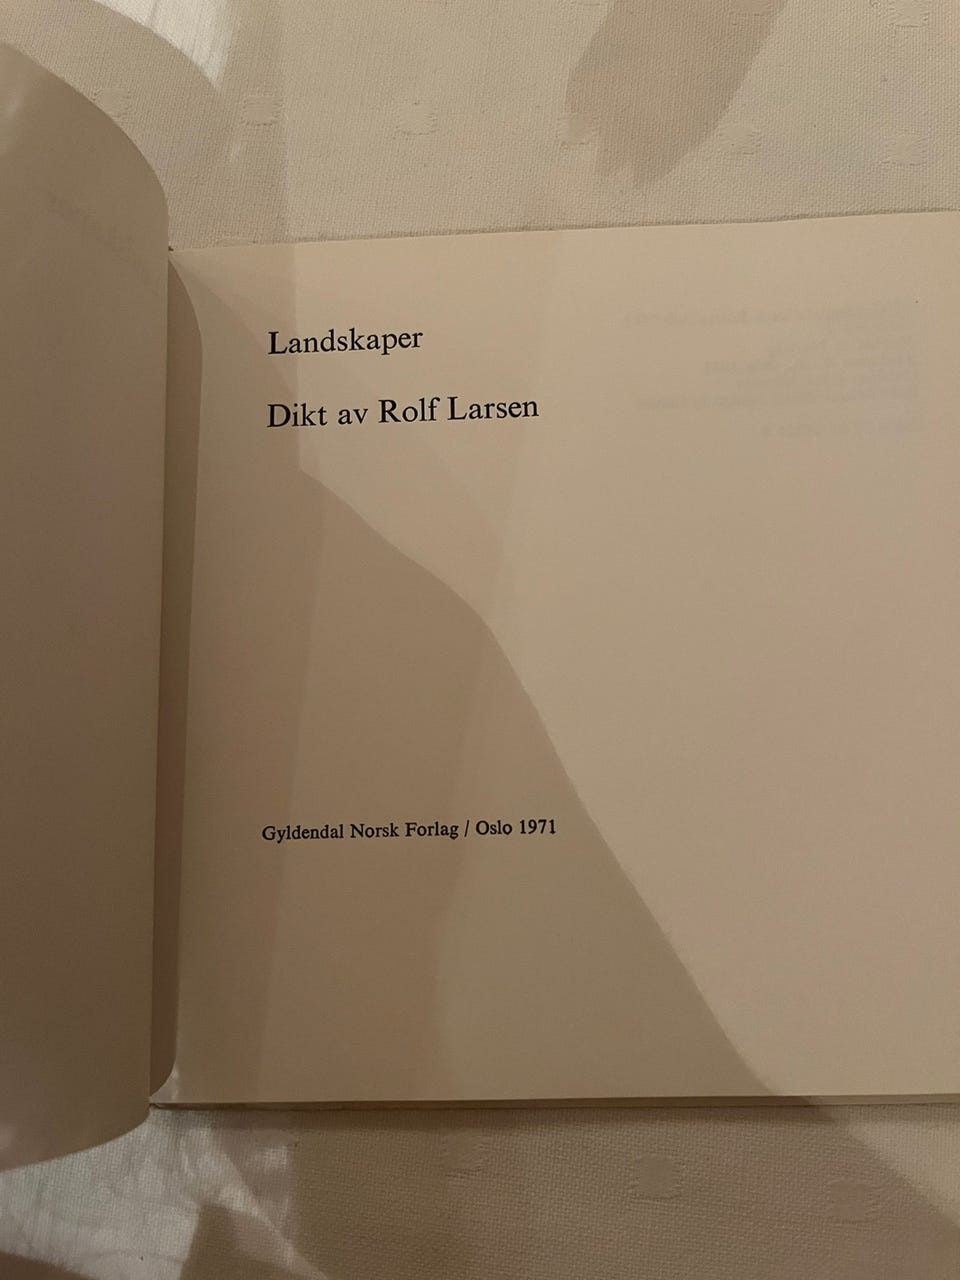 Landskaper
Dikt av Rolf Larsen
Gyldendal Norsk Forlag / Oslo 1971